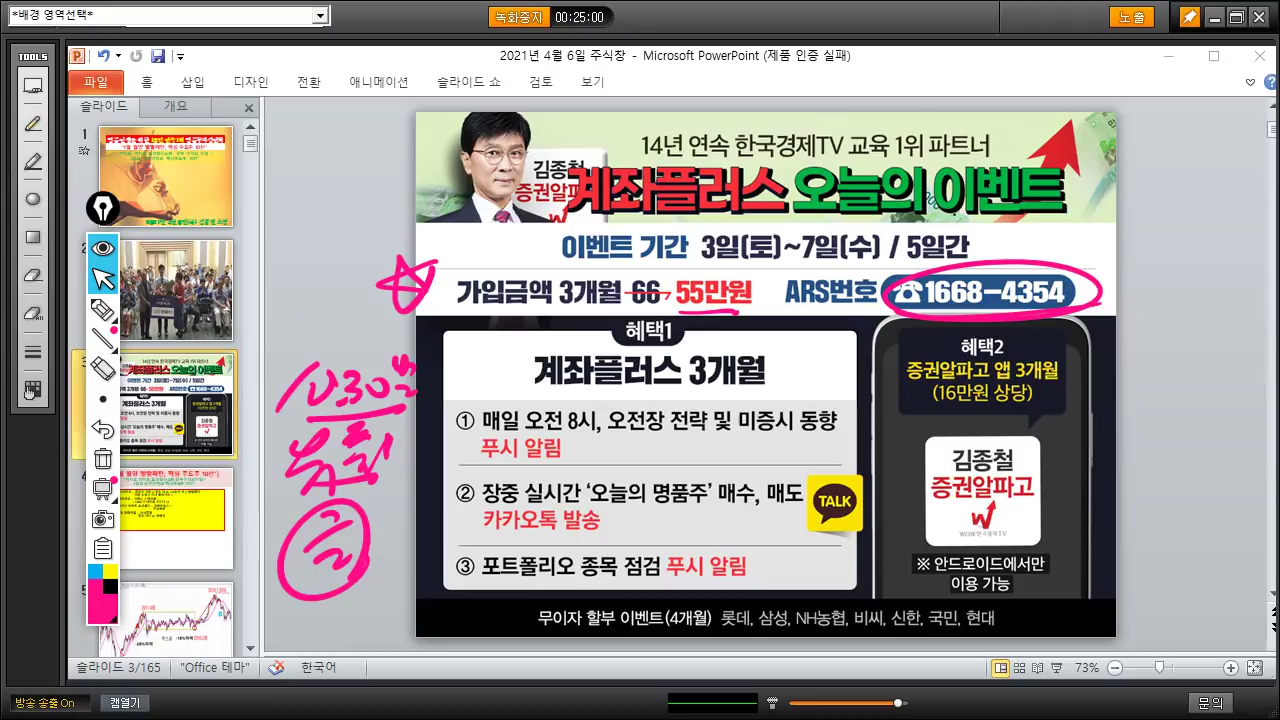 *배경 영역선택*
녹화중지 00:25:00
노 출
TOOLS
2021년 4월 6일 주식창 - Microsoft PowerPoint (제품 인증 실패)
파일 홈 삽입 디자인 전환 애니메이션 슬라이드 쇼 검토 보기
슬라이드 개요
14년 연속 한국경제TV 교육 1위 파트너
김종철
증권알파고
계좌플러스 오늘의 이벤트
이벤트 기간 3일(토)~7일(수) / 5일간
가입금액 3개월 66 55만원 ARS번호 ☎1668-4354
혜택1
계좌플러스 3개월
① 매일 오전 8시, 오전장 전략 및 미증시 동향
푸시 알림
② 장중 실시간 '오늘의 명품주' 매수, 매도
카카오톡 발송
TALK
③ 포트폴리오 종목 점검 푸시 알림
혜택2
증권알파고 앱 3개월
(16만원 상당)
김종철
증권알파고
WOW 한국경제TV
※ 안드로이드에서만
이용 가능
무이자 할부 이벤트(4개월) 롯데, 삼성, NH농협, 비씨, 신한, 국민, 현대
슬라이드 3/165 "Office 테마" 한국어 73%
방송 송출 On 캠열기 문의